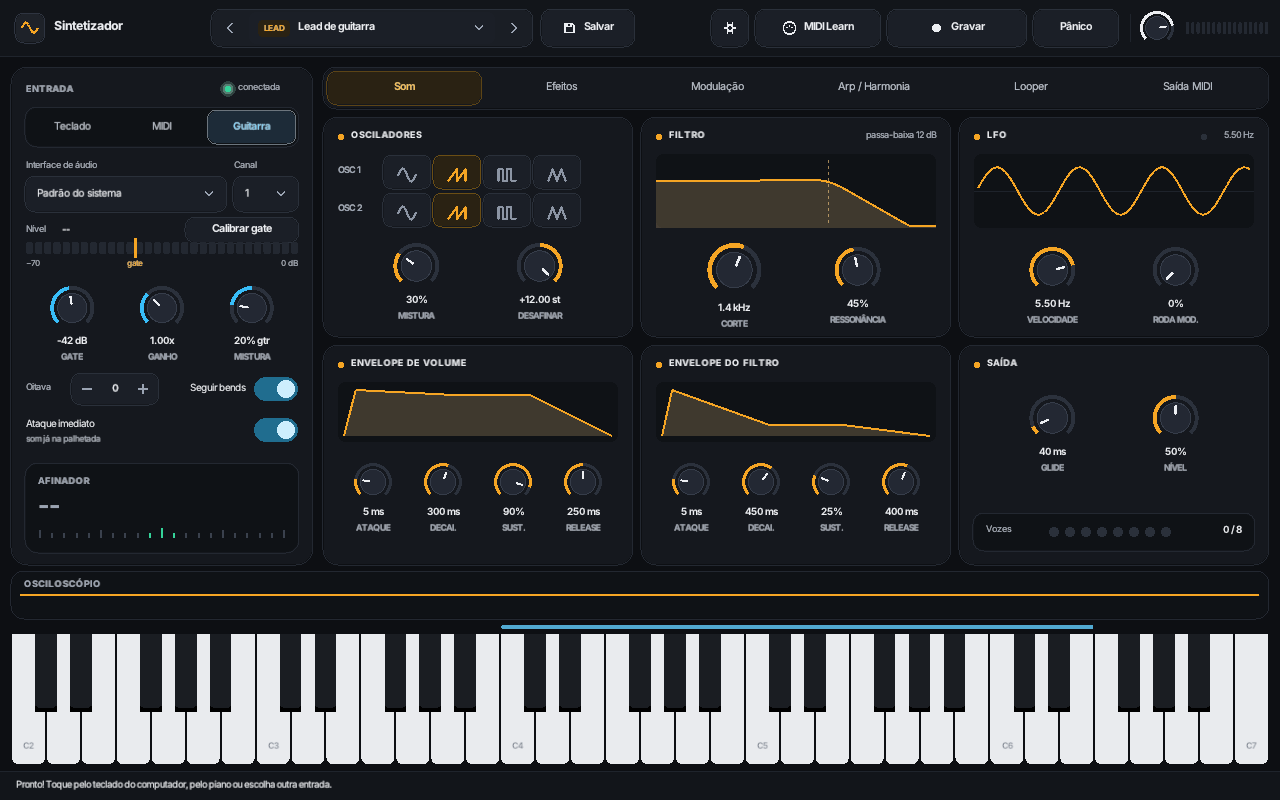 Sintetizador
LEAD Lead de guitarra
Salvar
MIDI Learn
Gravar
Pânico
ENTRADA
conectada
Teclado MIDI Guitarra
Interface de áudio Canal
Padrão do sistema 1
Nível -- Calibrar gate
-70 gate 0 dB
-42 dB 1.00x 20% gtr
GATE GANHO MISTURA
Oitava 0 Seguir bends
Ataque imediato
som já na palhetada
AFINADOR
--
Som Efeitos Modulação Arp / Harmonia Looper Saída MIDI
OSCILADORES
OSC 1
OSC 2
30% +12.00 st
MISTURA DESAFINAR
FILTRO passa-baixa 12 dB
1.4 kHz 45%
CORTE RESSONÂNCIA
LFO 5.50 Hz
5.50 Hz 0%
VELOCIDADE RODA MOD.
ENVELOPE DE VOLUME
5 ms 300 ms 90% 250 ms
ATAQUE DECAI. SUST. RELEASE
ENVELOPE DO FILTRO
5 ms 450 ms 25% 400 ms
ATAQUE DECAI. SUST. RELEASE
SAÍDA
40 ms 50%
GLIDE NÍVEL
Vozes 0 / 8
OSCILOSCÓPIO
C2 C3 C4 C5 C6 C7
Pronto! Toque pelo teclado do computador, pelo piano ou escolha outra entrada.